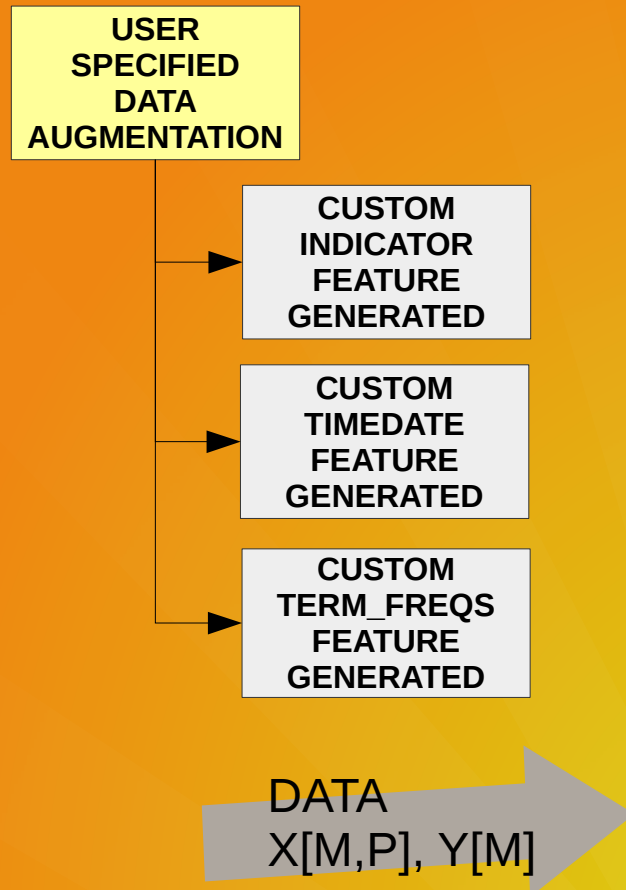 USER
SPECIFIED
DATA
AUGMENTATION
CUSTOM
INDICATOR
FEATURE
GENERATED
CUSTOM
TIMEDATE
FEATURE
GENERATED
CUSTOM
TERM_FREQS
FEATURE
GENERATED
DATA
X[M,P], Y[M]